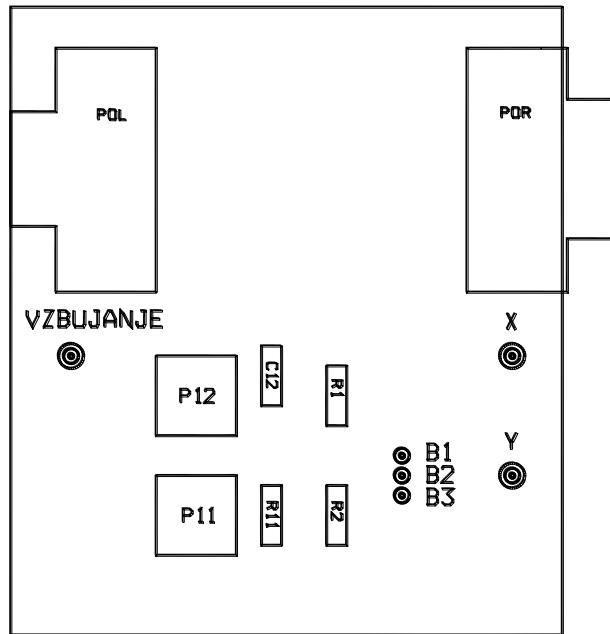 POL
POR
VZBUJANJE
X
C12
R1
P12
Y
B1
B2
B3
P11
R11
R2